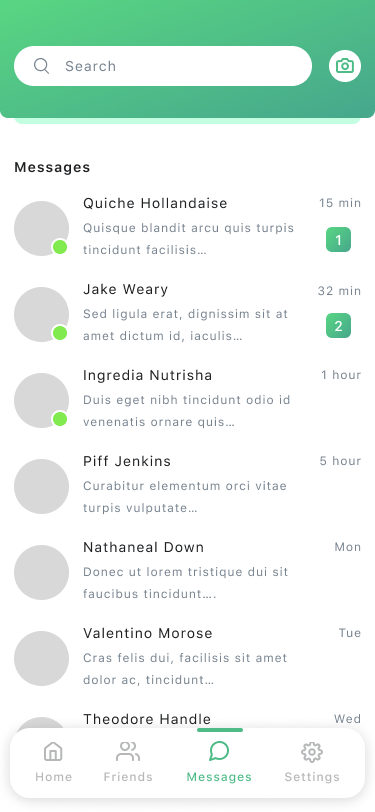 Search
Messages
Quiche Hollandaise
15 min
Quisque blandit arcu quis turpis
tincidunt facilisis...
1
Jake Weary
32 min
Sed ligula erat, dignissim sit at
amet dictum id, iaculis...
2
Ingredia Nutrisha
1 hour
Duis eget nibh tincidunt odio id
venenatis ornare quis...
Piff Jenkins
5 hour
Curabitur elementum orci vitae
turpis vulputate...
Nathaneal Down
Mon
Donec ut lorem tristique dui sit
faucibus tincidunt....
Valentino Morose
Tue
Cras felis dui, facilisis sit amet
dolor ac, tincidunt...
Theodore Handle
Wed
Home
Friends
Messages
Settings